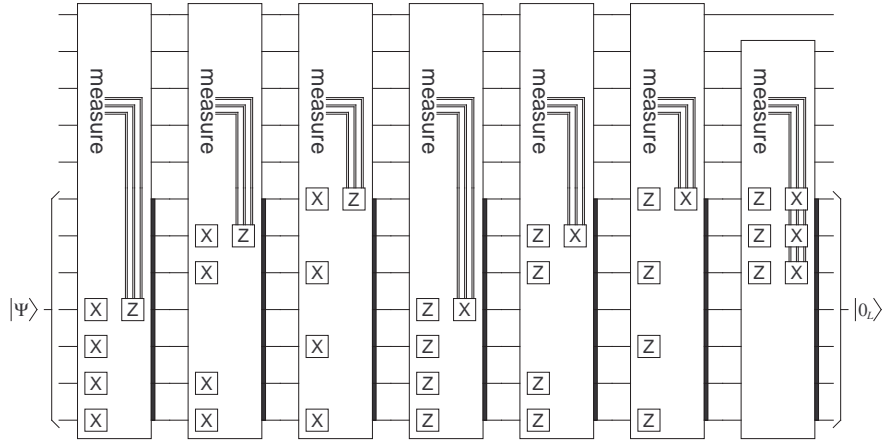 measure measure measure measure measure measure measure
X Z Z X Z X
X Z Z X Z X
X X Z Z Z X
|Ψ⟩ X Z Z X |0_L⟩
X X Z Z
X X Z Z
X X X Z Z Z